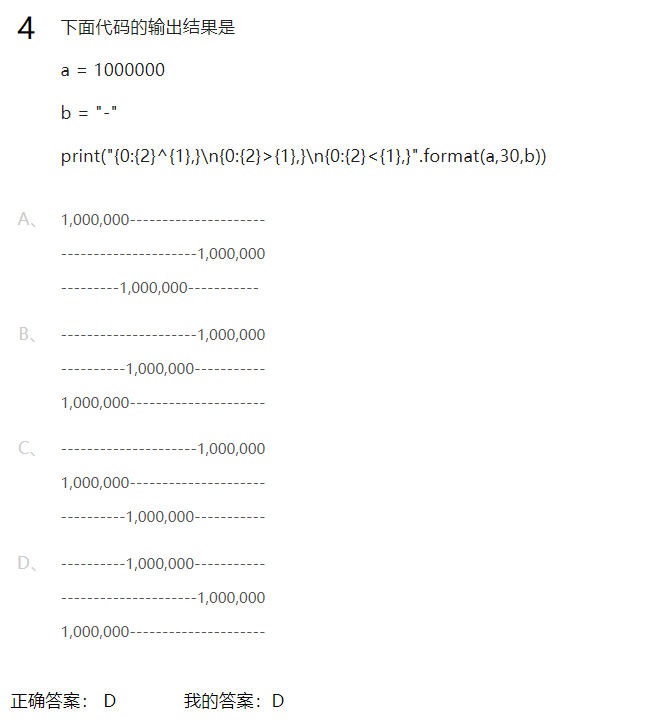 4 下面代码的输出结果是
a = 1000000
b = "-"
print("{0:{2}^{1},}\n{0:{2}>{1},}\n{0:{2}<{1},}".format(a,30,b))
A、 1,000,000---------------------
---------------------1,000,000
---------1,000,000-----------
B、 ---------------------1,000,000
----------1,000,000-----------
1,000,000---------------------
C、 ---------------------1,000,000
1,000,000---------------------
----------1,000,000-----------
D、 ----------1,000,000-----------
---------------------1,000,000
1,000,000---------------------
正确答案： D 我的答案：D